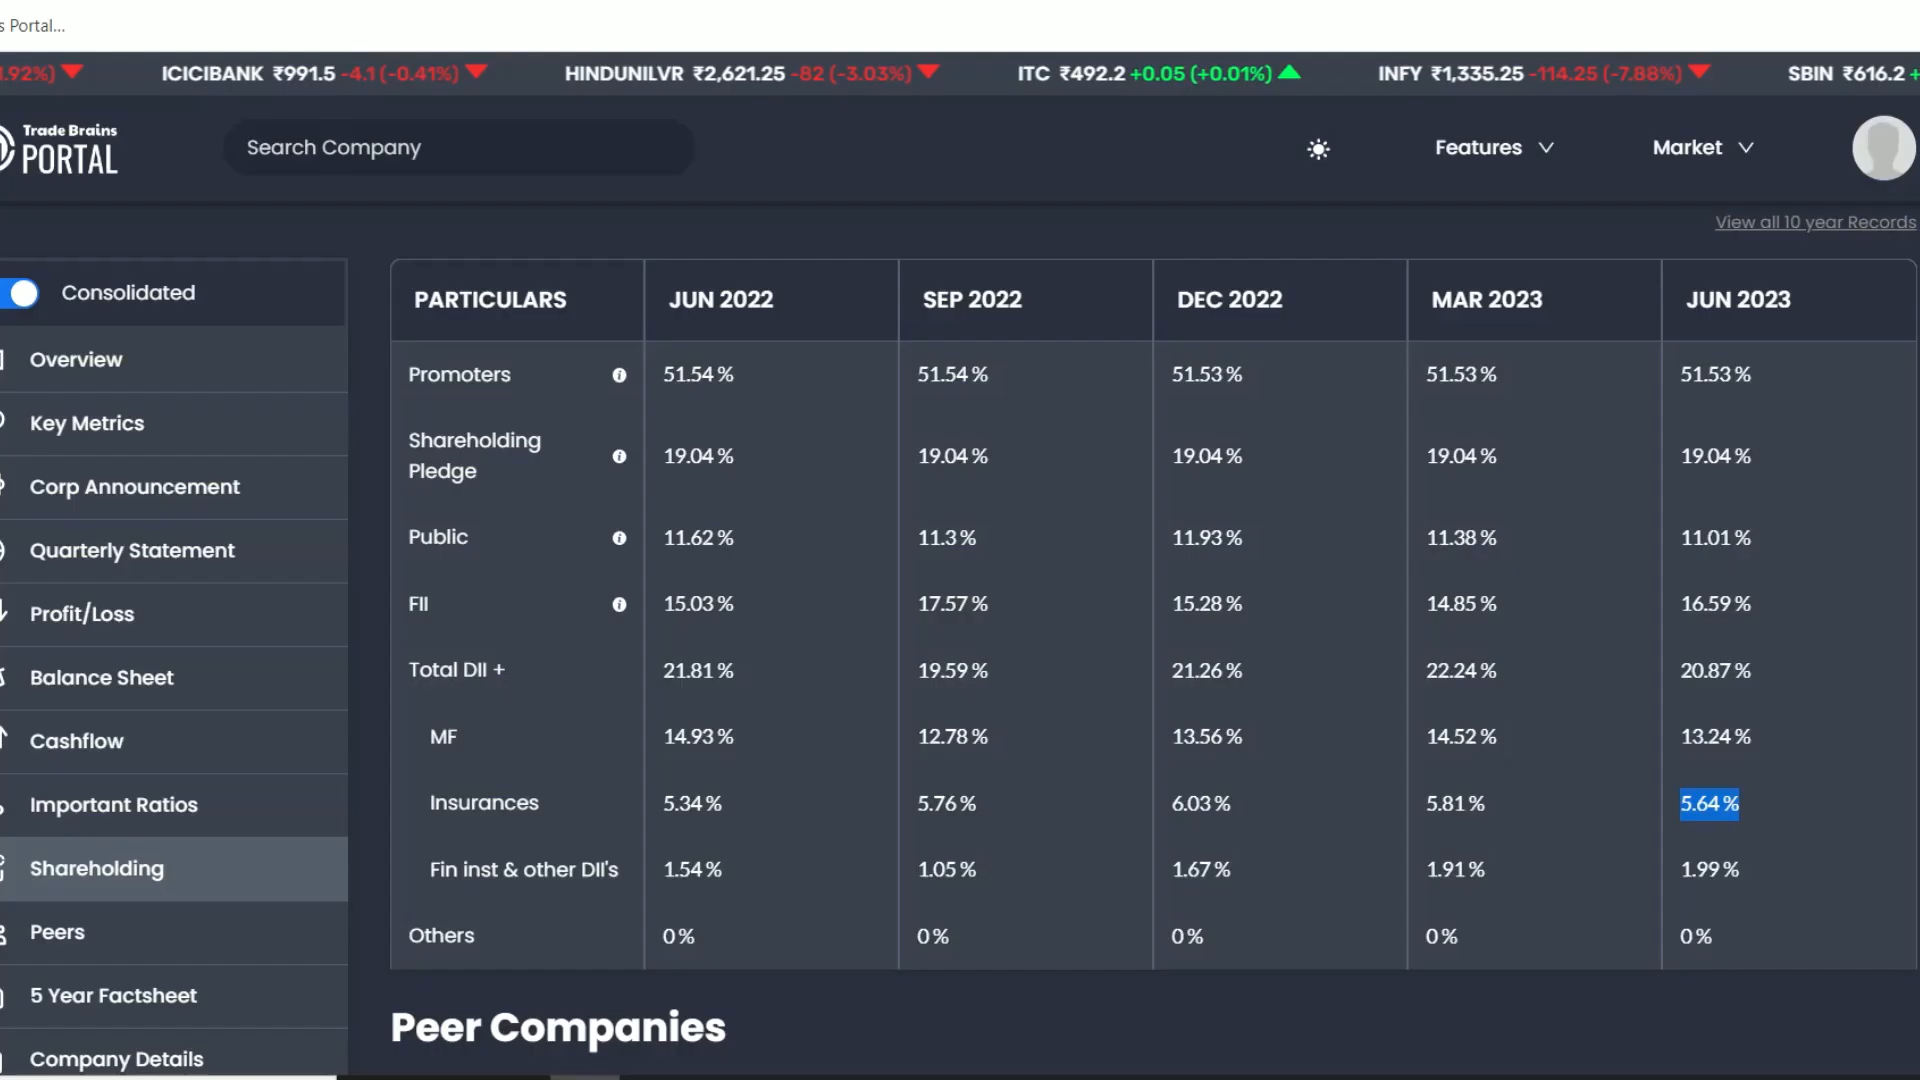 s Portal...
1.92%) ICICIBANK ₹991.5 -4.1 (-0.41%) HINDUNILVR ₹2,621.25 -82 (-3.03%) ITC ₹492.2 +0.05 (+0.01%) INFY ₹1,335.25 -114.25 (-7.88%) SBIN ₹616.2 +
Trade Brains
PORTAL
Search Company
Features
Market
View all 10 year Records
Consolidated
Overview
Key Metrics
Corp Announcement
Quarterly Statement
Profit/Loss
Balance Sheet
Cashflow
Important Ratios
Shareholding
Peers
5 Year Factsheet
Company Details
PARTICULARS JUN 2022 SEP 2022 DEC 2022 MAR 2023 JUN 2023
Promoters 51.54 % 51.54 % 51.53 % 51.53 % 51.53 %
Shareholding
Pledge 19.04 % 19.04 % 19.04 % 19.04 % 19.04 %
Public 11.62 % 11.3 % 11.93 % 11.38 % 11.01 %
FII 15.03 % 17.57 % 15.28 % 14.85 % 16.59 %
Total DII + 21.81 % 19.59 % 21.26 % 22.24 % 20.87 %
MF 14.93 % 12.78 % 13.56 % 14.52 % 13.24 %
Insurances 5.34 % 5.76 % 6.03 % 5.81 % 5.64 %
Fin inst & other DII's 1.54 % 1.05 % 1.67 % 1.91 % 1.99 %
Others 0 % 0 % 0 % 0 % 0 %
Peer Companies